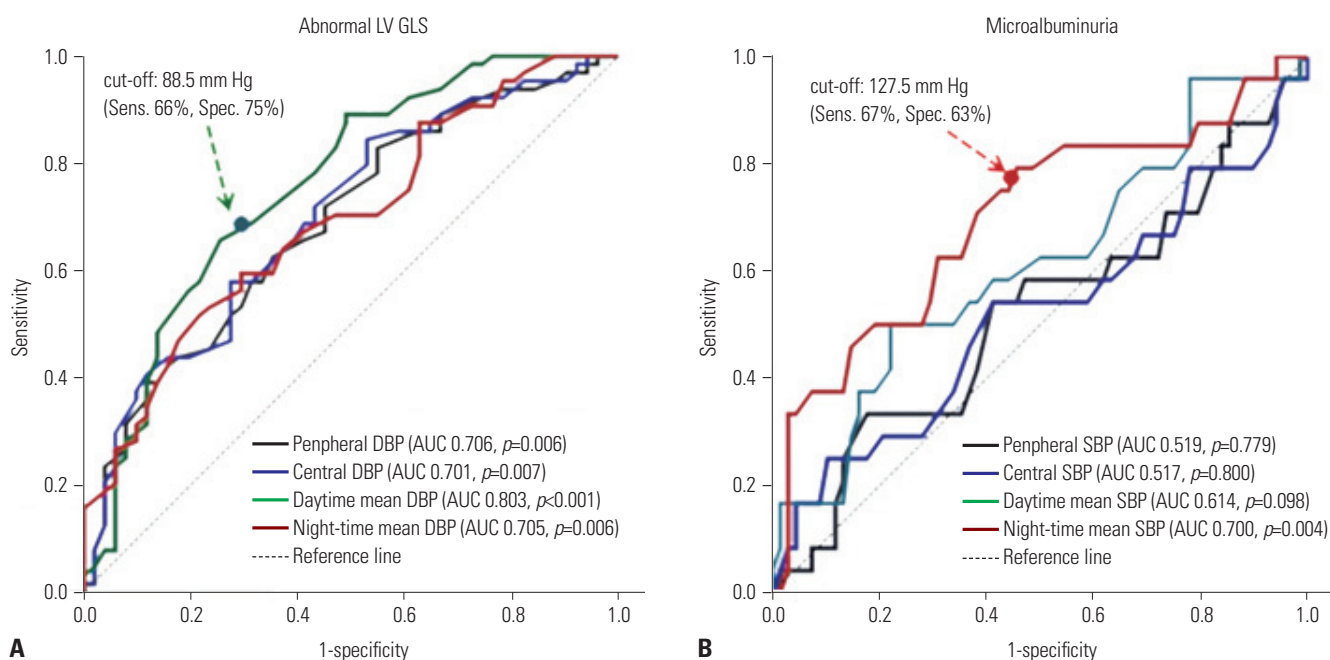 Abnormal LV GLS
1.0
0.8
0.6
0.4
0.2
0.0
Sensitivity
cut-off: 88.5 mm Hg
(Sens. 66%, Spec. 75%)
Penpheral DBP (AUC 0.706, p=0.006)
Central DBP (AUC 0.701, p=0.007)
Daytime mean DBP (AUC 0.803, p<0.001)
Night-time mean DBP (AUC 0.705, p=0.006)
Reference line
0.0 0.2 0.4 0.6 0.8 1.0
1-specificity
A
Microalbuminuria
1.0
0.8
0.6
0.4
0.2
0.0
Sensitivity
cut-off: 127.5 mm Hg
(Sens. 67%, Spec. 63%)
Penpheral SBP (AUC 0.519, p=0.779)
Central SBP (AUC 0.517, p=0.800)
Daytime mean SBP (AUC 0.614, p=0.098)
Night-time mean SBP (AUC 0.700, p=0.004)
Reference line
0.0 0.2 0.4 0.6 0.8 1.0
1-specificity
B